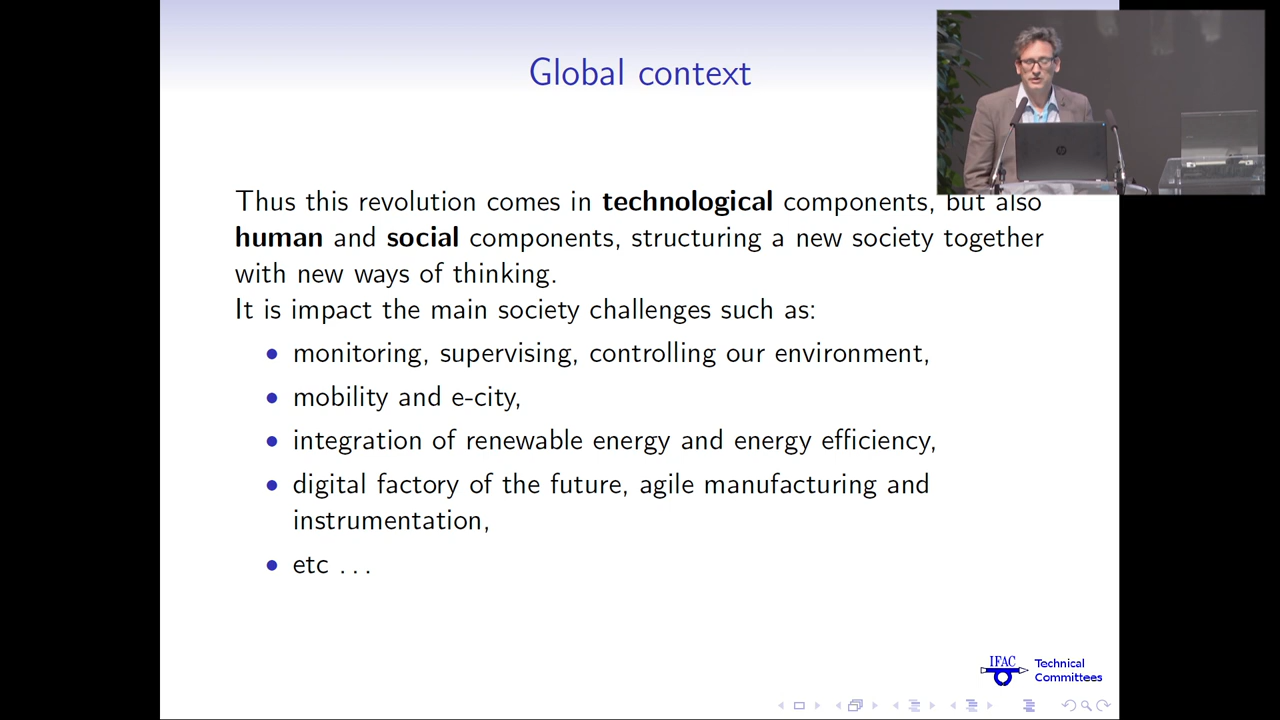 Global context
Thus this revolution comes in technological components, but also
human and social components, structuring a new society together
with new ways of thinking.
It is impact the main society challenges such as:
• monitoring, supervising, controlling our environment,
• mobility and e-city,
• integration of renewable energy and energy efficiency,
• digital factory of the future, agile manufacturing and
instrumentation,
• etc ...
IFAC
Technical
Committees